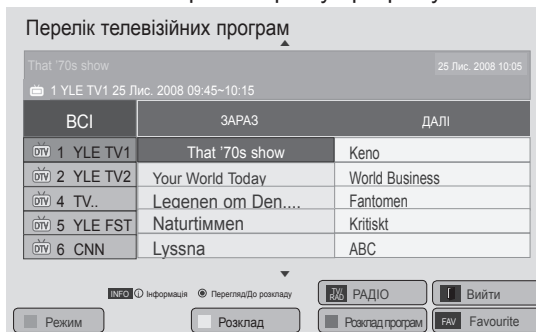 Перелік телевізійних програм
That '70s show 25 Лис. 2008 10:05
1 YLE TV1 25 Лис. 2008 09:45~10:15
ВСІ ЗАРАЗ ДАЛІ
DTV 1 YLE TV1 That '70s show Keno
DTV 2 YLE TV2 Your World Today World Business
DTV 4 TV.. Legenen om Den.... Fantomen
DTV 5 YLE FST Naturtiммen Kritiskt
DTV 6 CNN Lyssna ABC
INFO ⓘ Інформація ◉ Перегляд/До розкладу TV/RAD РАДІО Вийти
Режим Розклад Розклад програм FAV Favourite